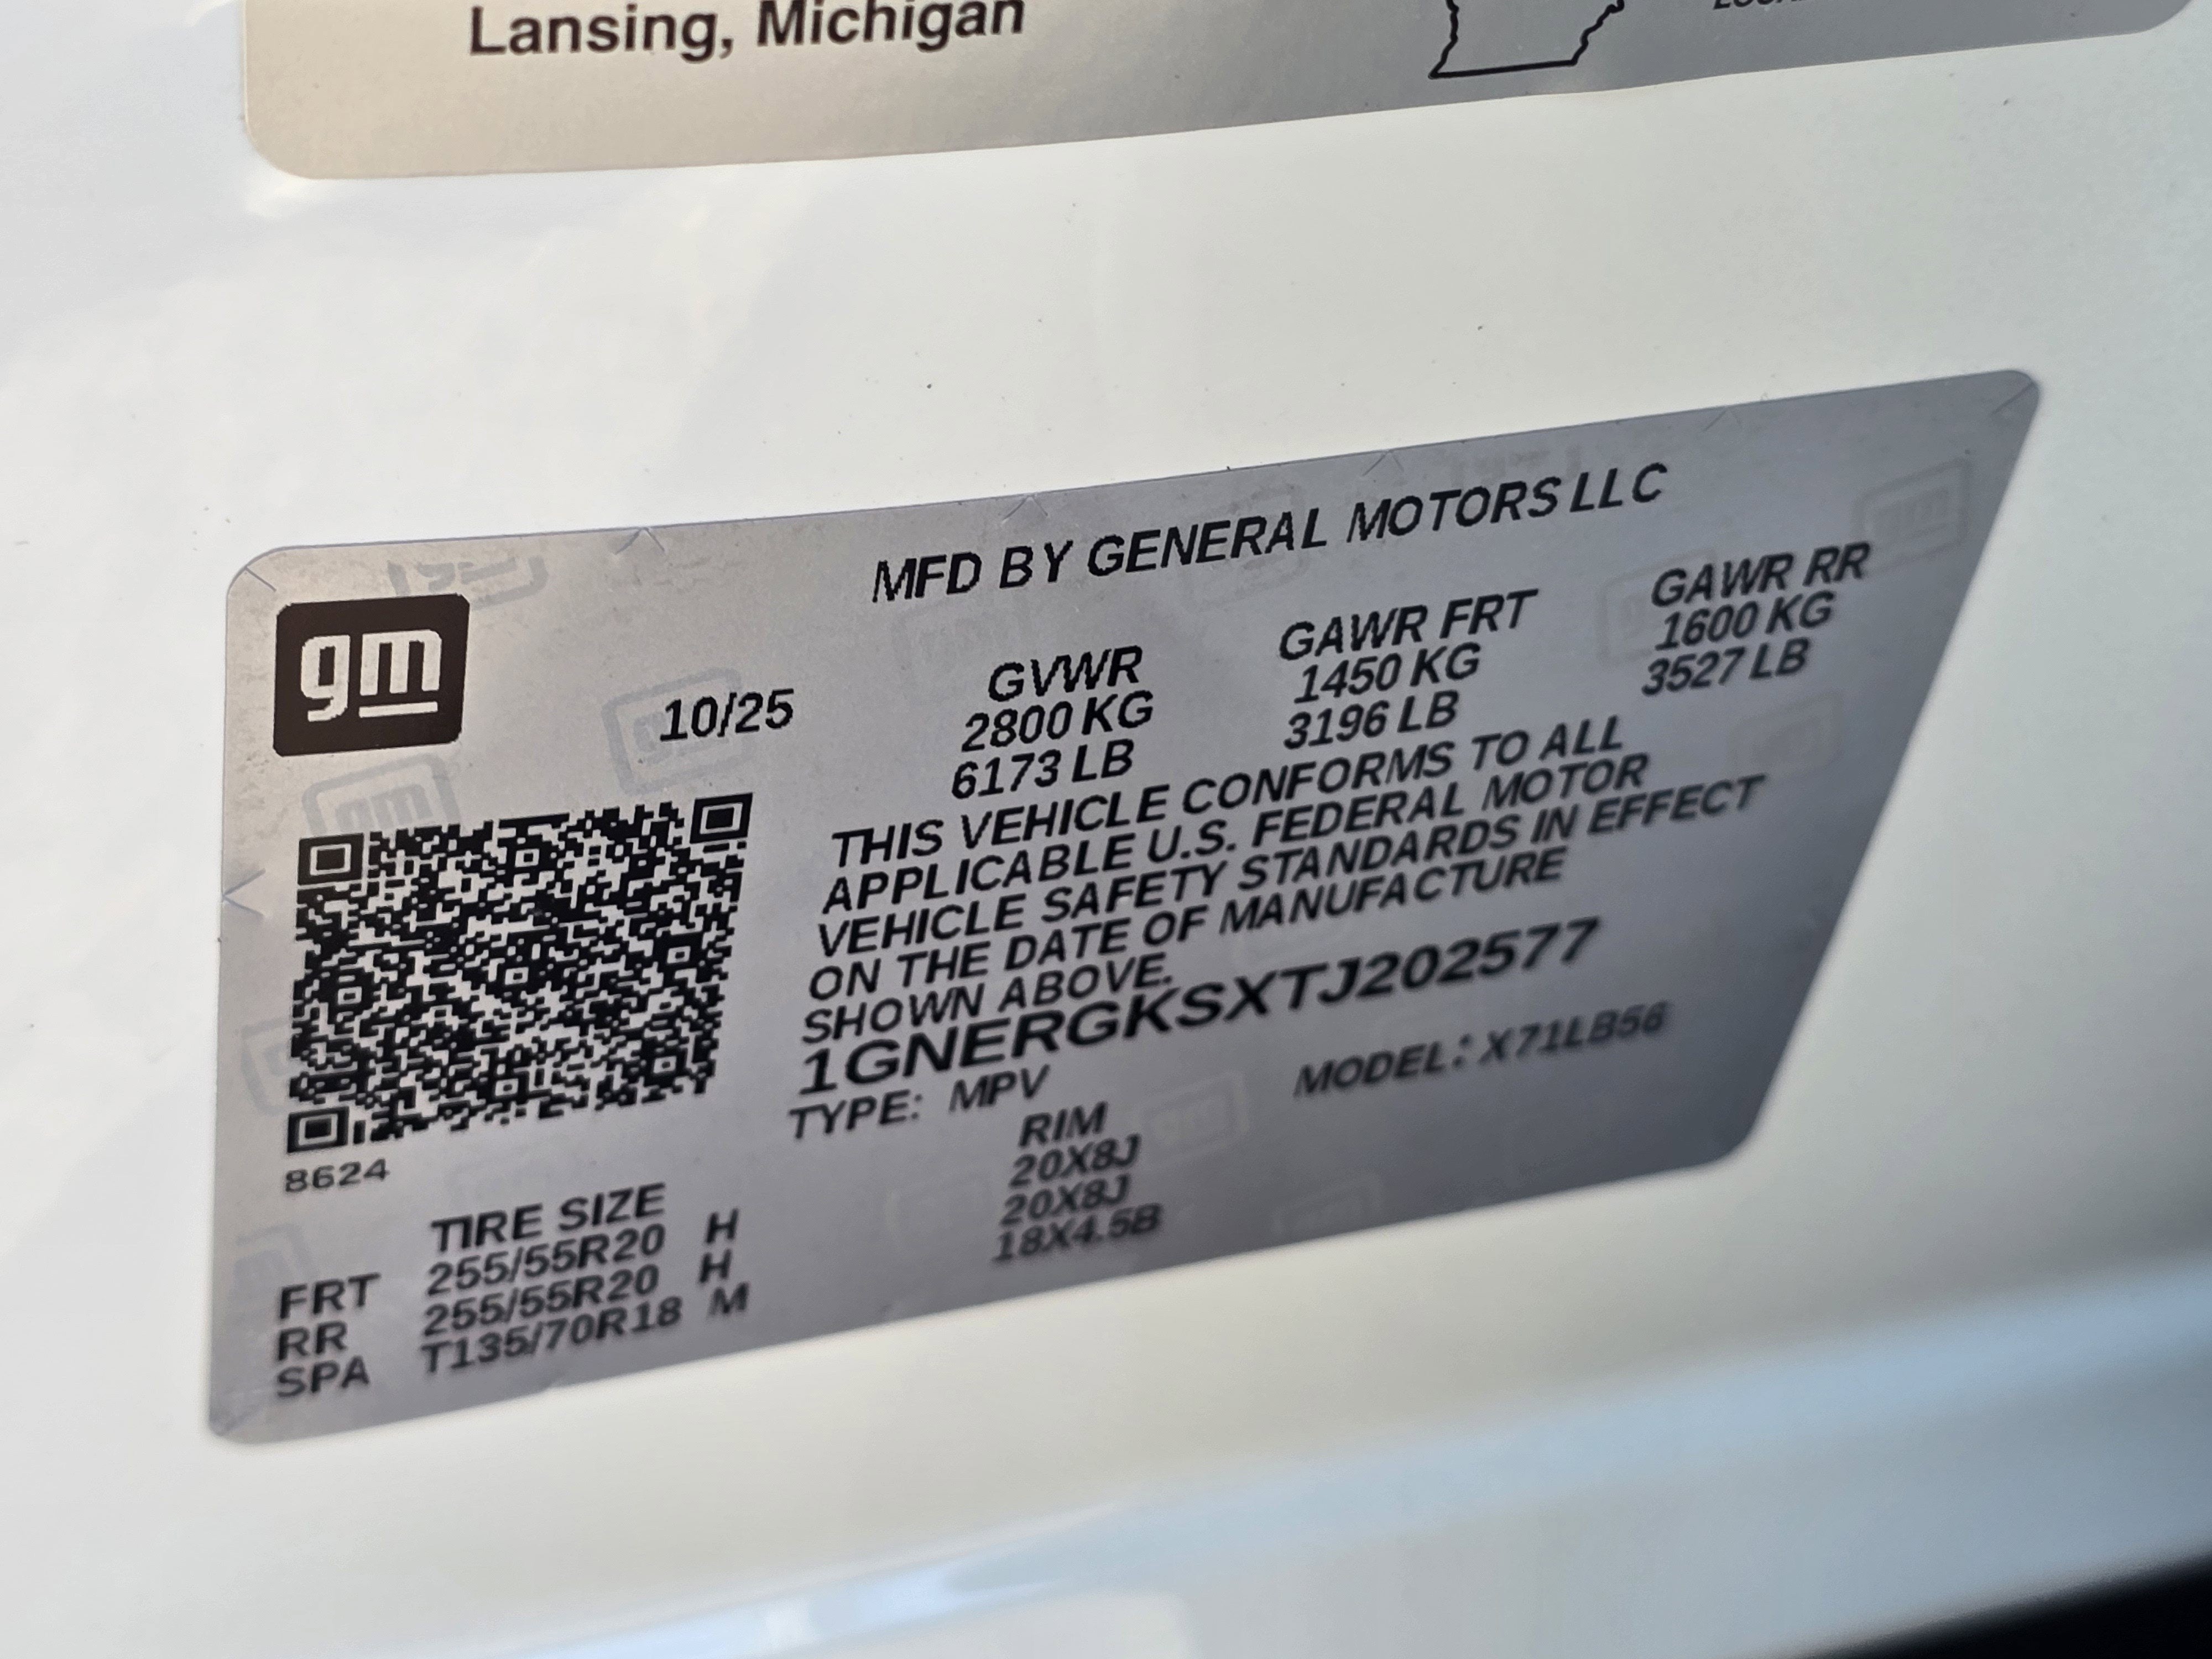 Lansing, Michigan
gm
MFD BY GENERAL MOTORS LLC
10/25
GVWR
2800 KG
6173 LB
GAWR FRT
1450 KG
3196 LB
GAWR RR
1600 KG
3527 LB
THIS VEHICLE CONFORMS TO ALL
APPLICABLE U.S. FEDERAL MOTOR
VEHICLE SAFETY STANDARDS IN EFFECT
ON THE DATE OF MANUFACTURE
SHOWN ABOVE.
1GNERGKSXTJ202577
TYPE: MPV
MODEL: X71LB56
8624
TIRE SIZE
RIM
FRT 255/55R20 H 20X8J
RR 255/55R20 H 20X8J
SPA T135/70R18 M 18X4.5B